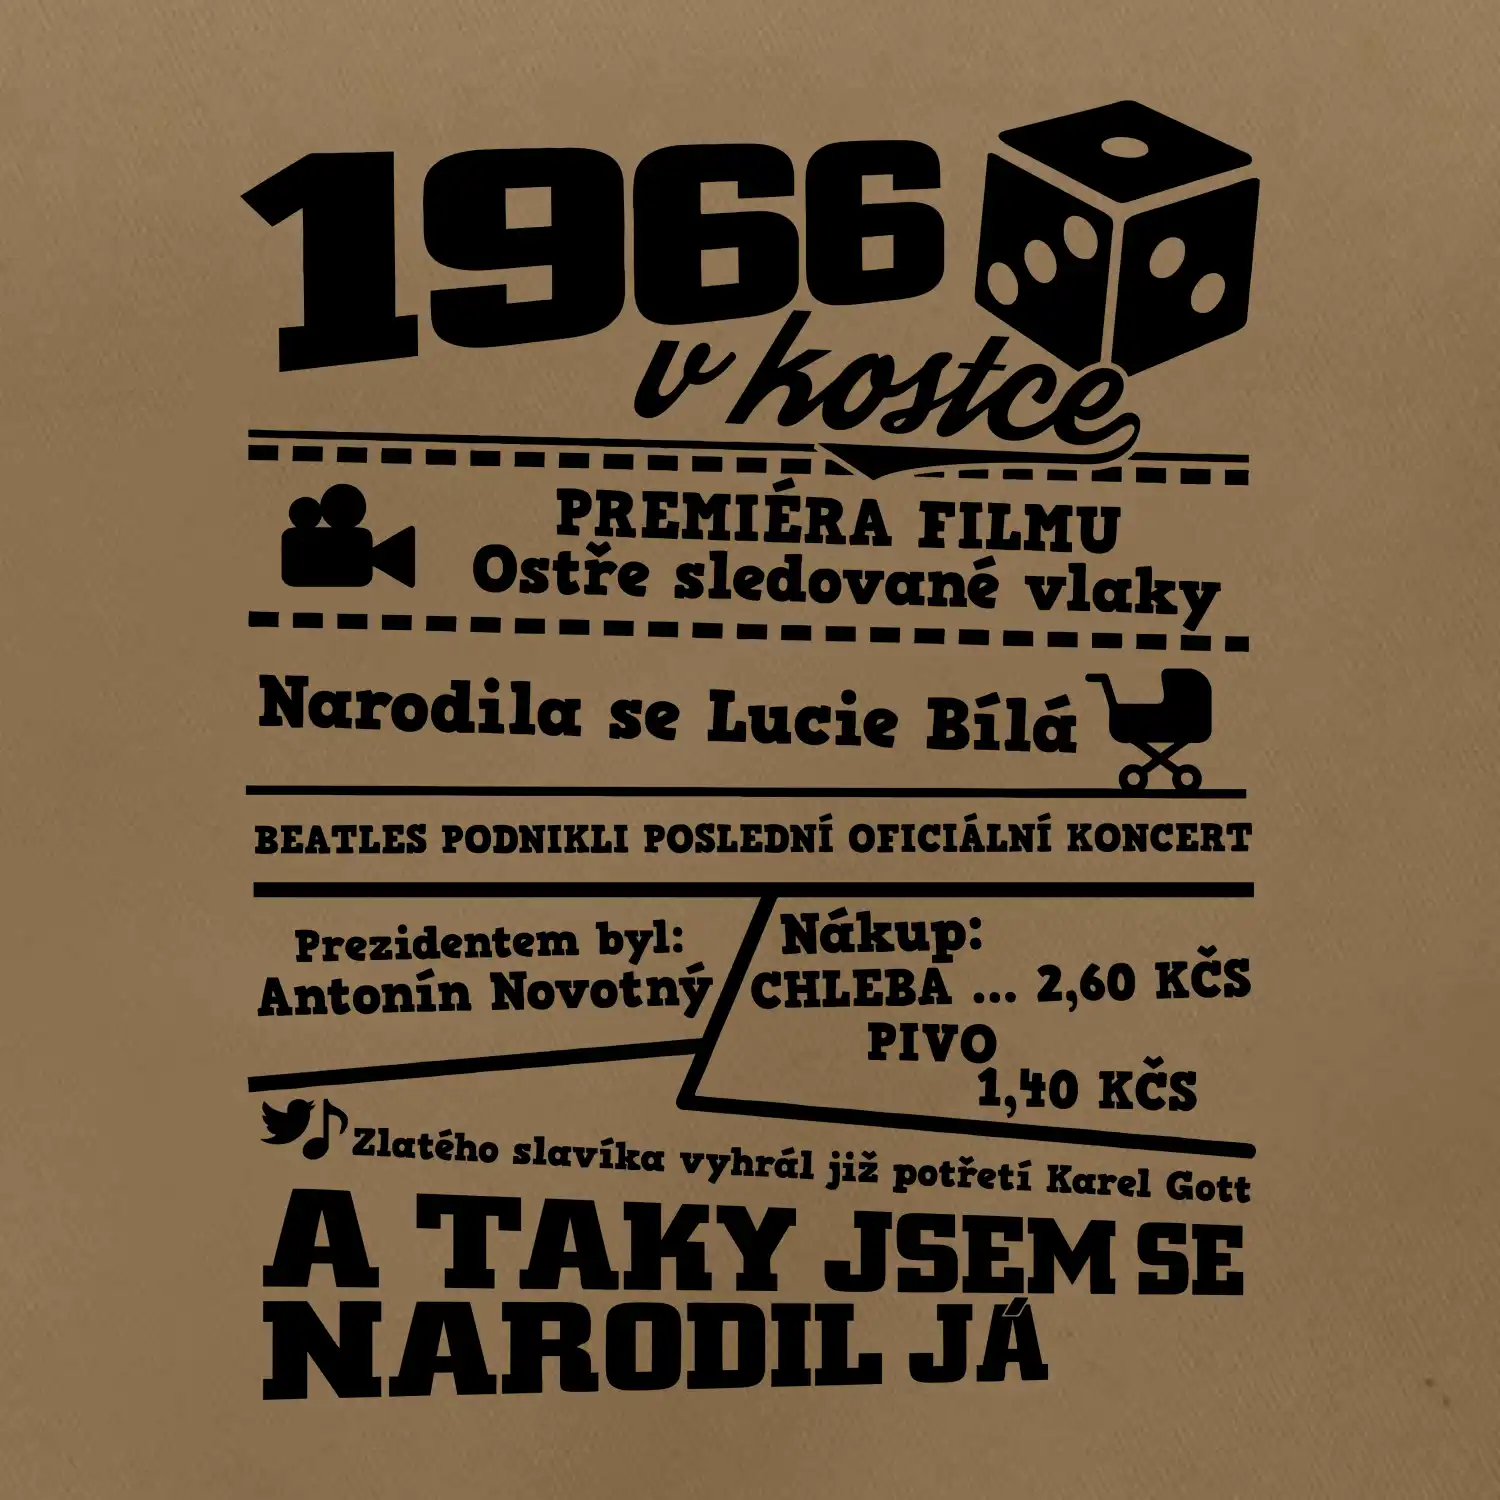 1966
v kostce
PREMIÉRA FILMU
Ostře sledované vlaky
Narodila se Lucie Bílá
BEATLES PODNIKLI POSLEDNÍ OFICIÁLNÍ KONCERT
Prezidentem byl:
Antonín Novotný
Nákup:
CHLEBA ... 2,60 KČS
PIVO
1,40 KČS
Zlatého slavíka vyhrál již potřetí Karel Gott
A TAKY JSEM SE
NARODIL JÁ